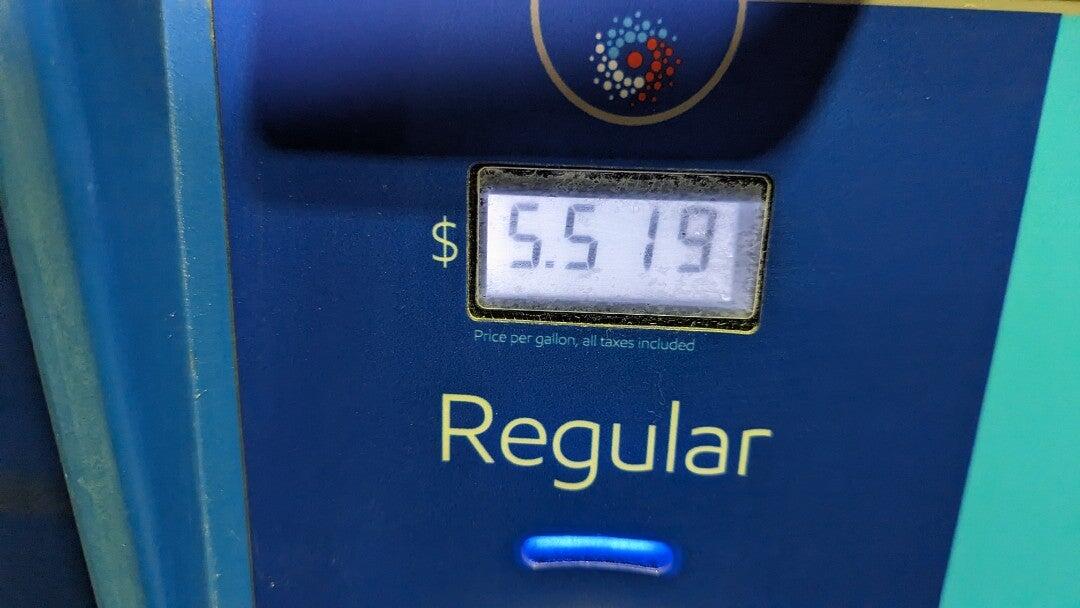 $ 5.519
Price per gallon, all taxes included
Regular